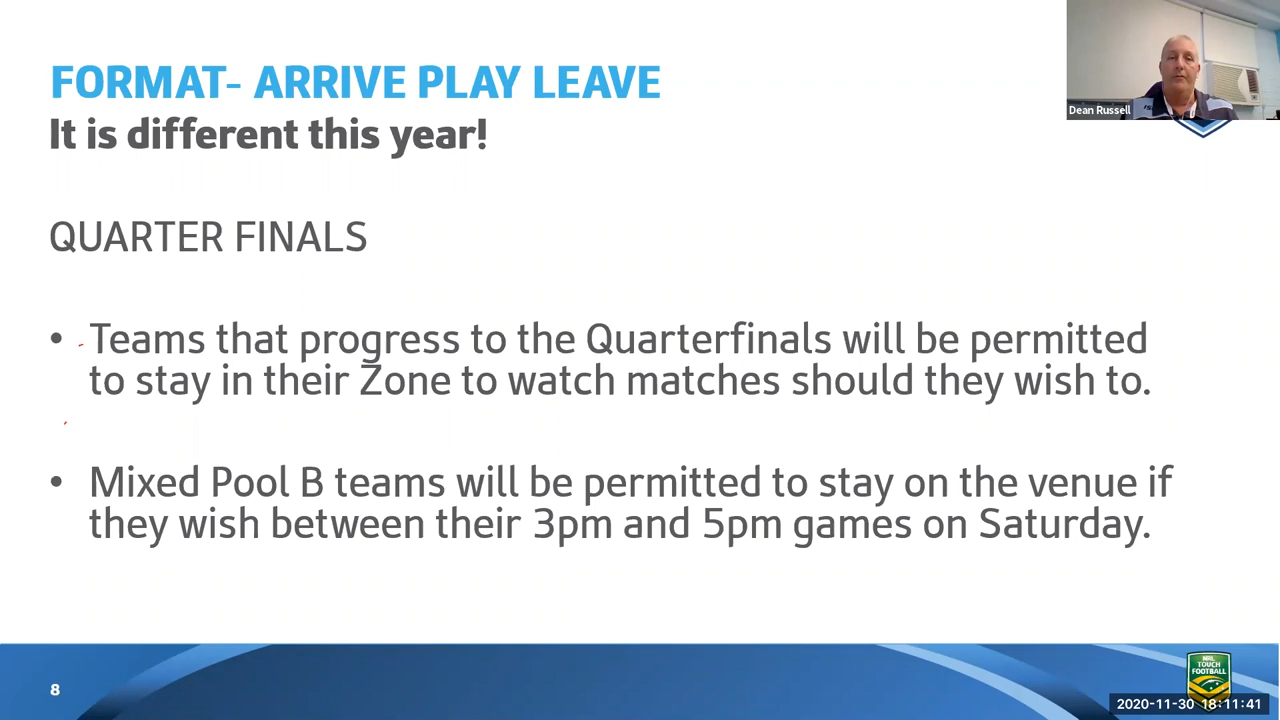 FORMAT- ARRIVE PLAY LEAVE
It is different this year!
Dean Russell
QUARTER FINALS
• Teams that progress to the Quarterfinals will be permitted
to stay in their Zone to watch matches should they wish to.
• Mixed Pool B teams will be permitted to stay on the venue if
they wish between their 3pm and 5pm games on Saturday.
8
NRL
TOUCH
FOOTBALL
2020-11-30 18:11:41